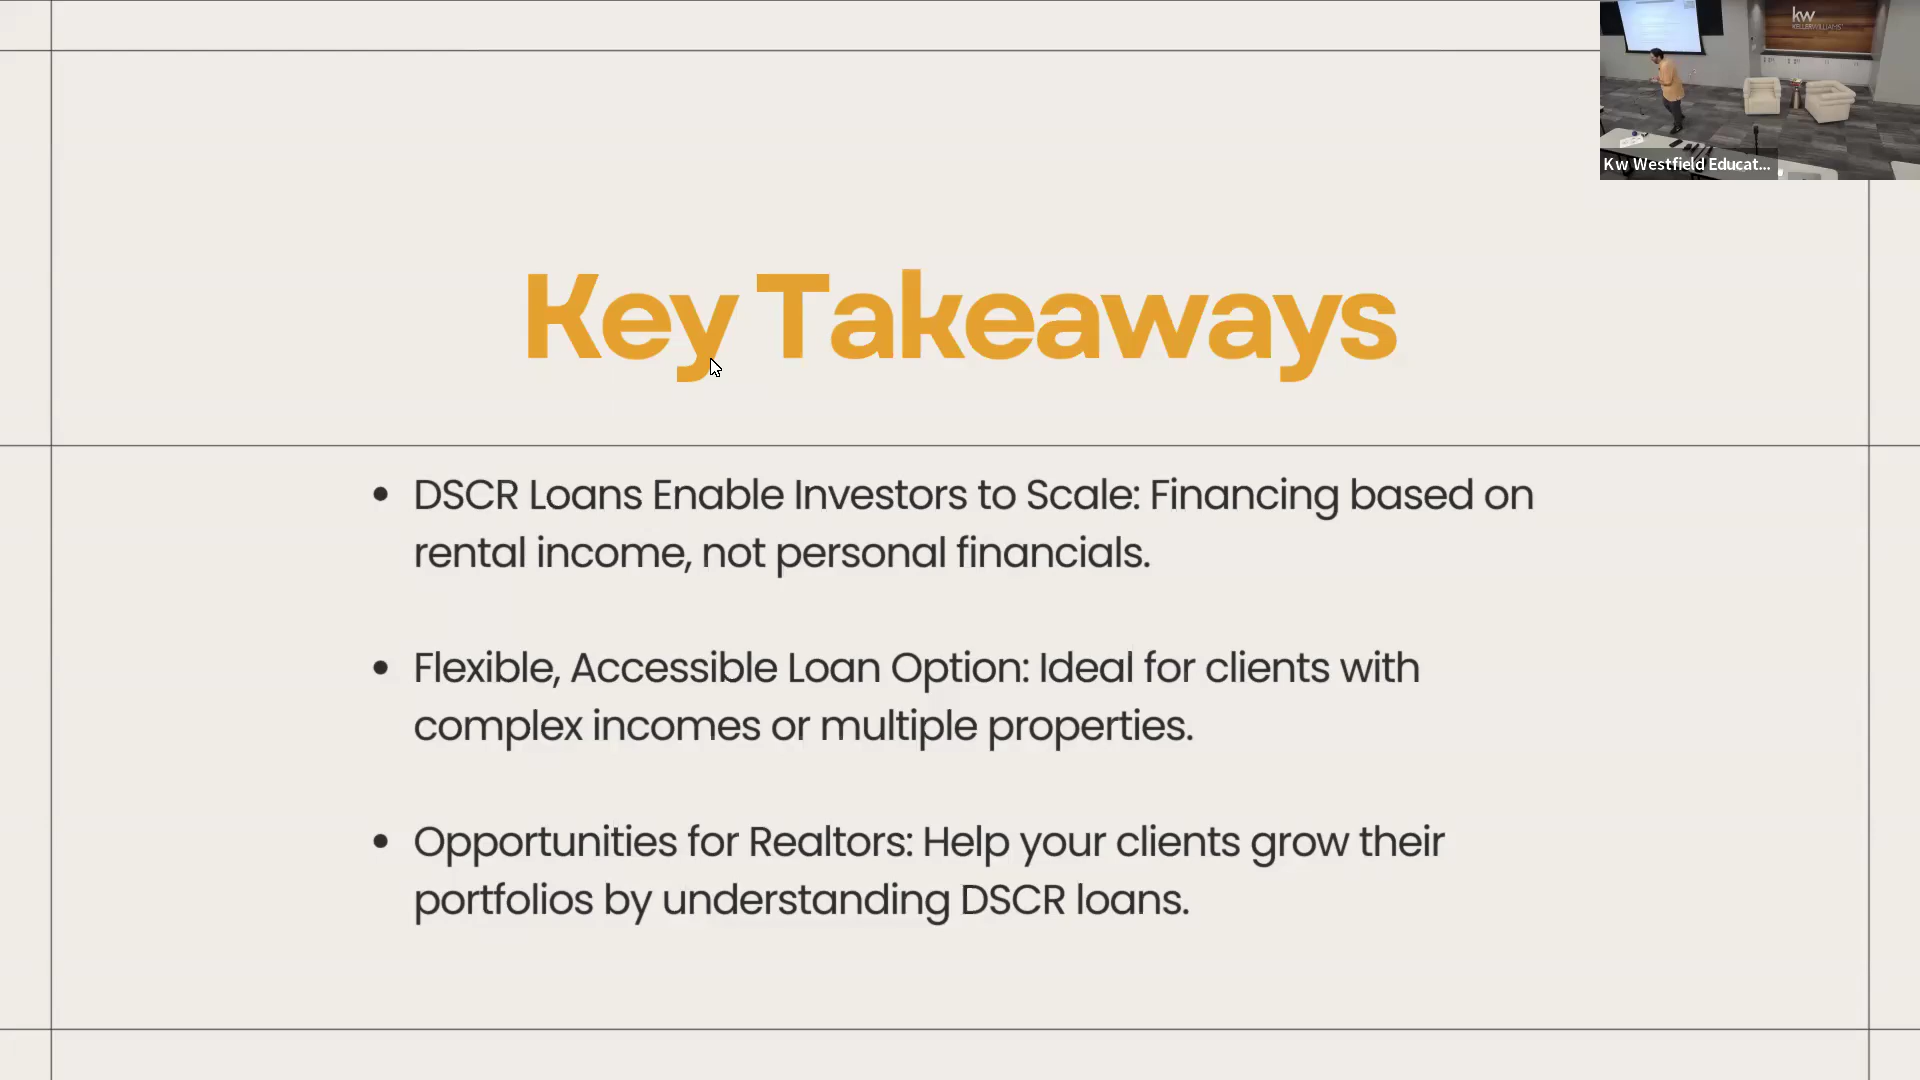 kw
KELLERWILLIAMS
Kw Westfield Educat...
Key Takeaways
• DSCR Loans Enable Investors to Scale: Financing based on
rental income, not personal financials.
• Flexible, Accessible Loan Option: Ideal for clients with
complex incomes or multiple properties.
• Opportunities for Realtors: Help your clients grow their
portfolios by understanding DSCR loans.